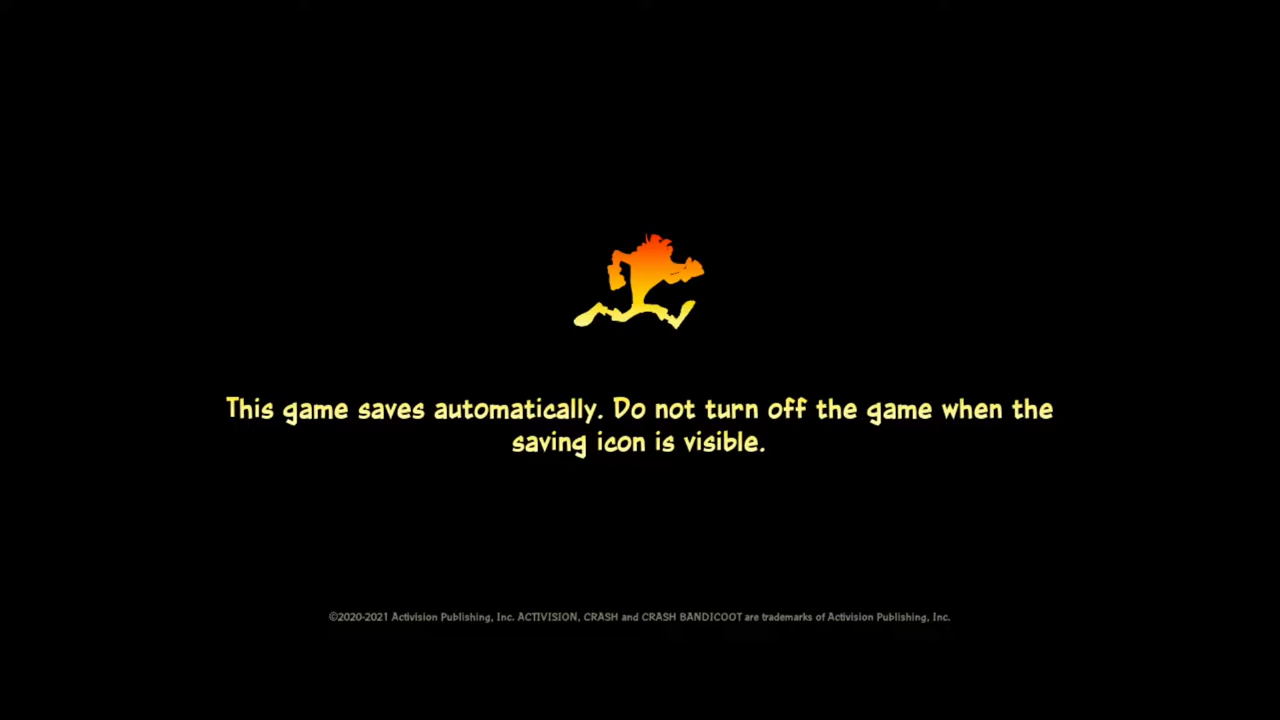 This game saves automatically. Do not turn off the game when the
saving icon is visible.
©2020-2021 Activision Publishing, Inc. ACTIVISION, CRASH and CRASH BANDICOOT are trademarks of Activision Publishing, Inc.